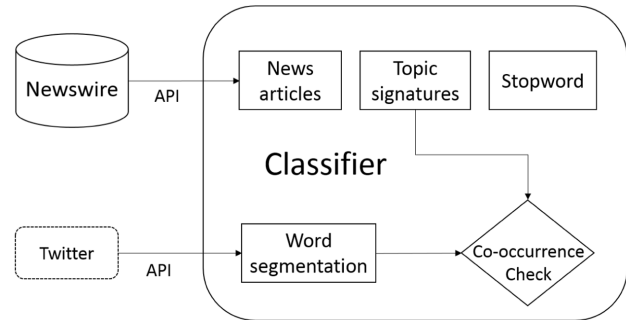 Newswire
API
News
articles
Topic
signatures
Stopword
Classifier
Twitter
API
Word
segmentation
Co-occurrence
Check